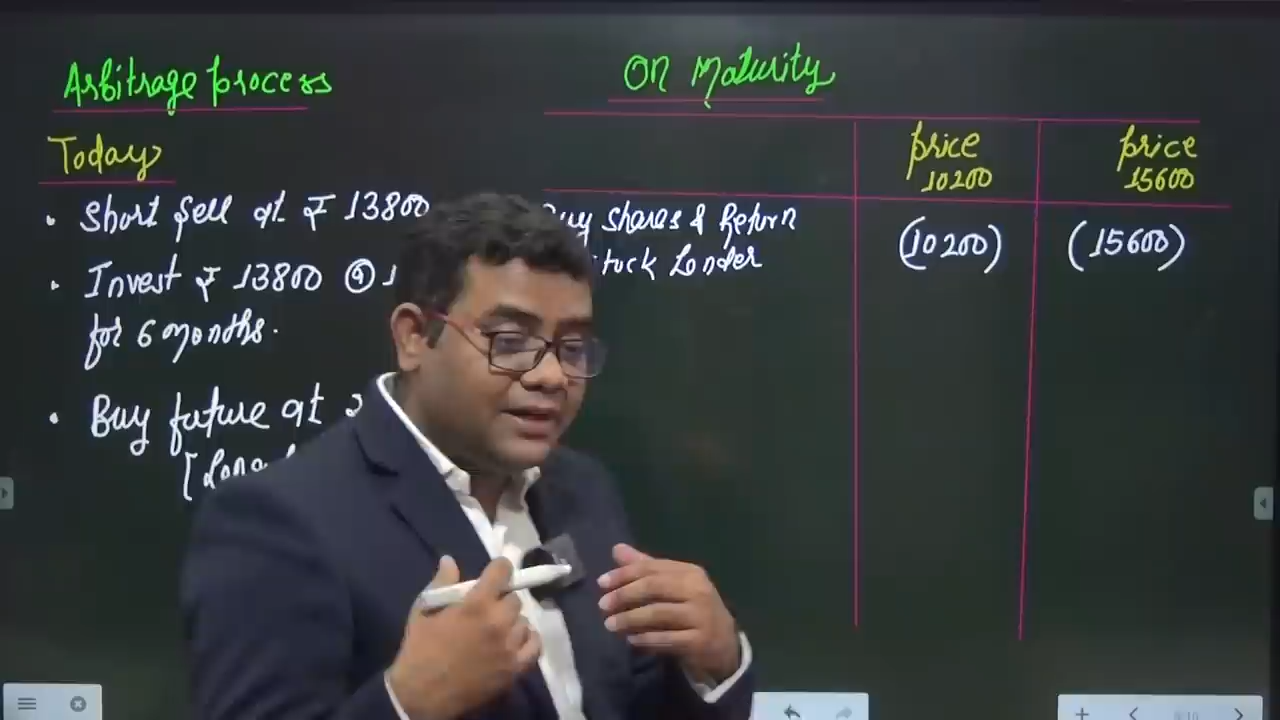 Arbitrage process
Today
• Short sell at ₹ 13800
• Invest ₹ 13800 @ 1
for 6 months.
• Buy future at
On Maturity
price
10200
price
15600
Shares & Return
Lender
(10200)
(15600)